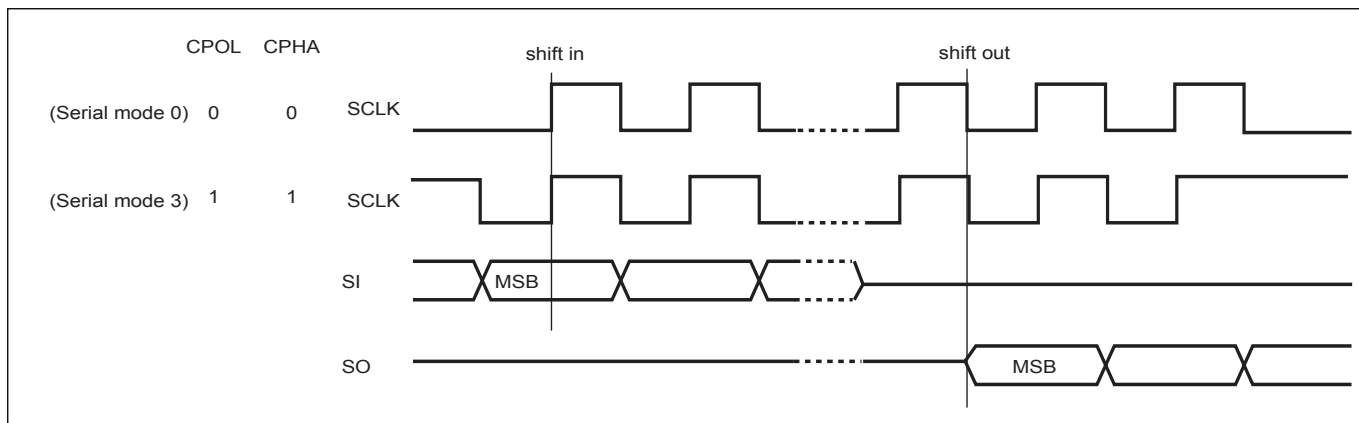 CPOL CPHA shift in shift out
(Serial mode 0) 0 0 SCLK
(Serial mode 3) 1 1 SCLK
SI MSB
SO MSB